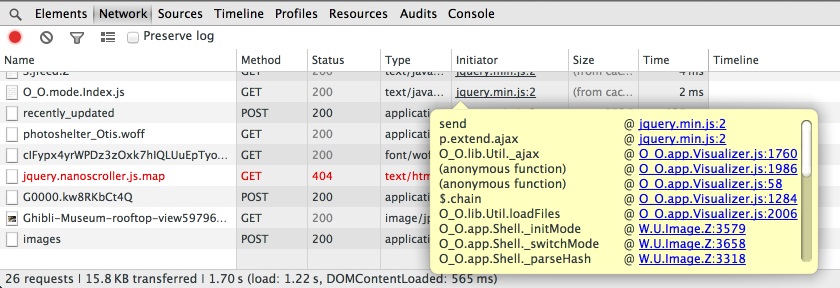 Elements Network Sources Timeline Profiles Resources Audits Console
Preserve log
Name Method Status Type Initiator Size Time Timeline
GET 200 text/java… jquery.min.js:2 (from cac… 4 ms
O_O.mode.Index.js GET 200 text/java… jquery.min.js:2 (from cac… 2 ms
recently_updated POST 200 applicati
photoshelter_Otis.woff GET 200 applicati
cIFypx4yrWPDz3zOxk7hIQLUuEpTyo… GET 200 font/wof
jquery.nanoscroller.js.map GET 404 text/htm
G0000.kw8RKbCt4Q POST 200 applicati
Ghibli-Museum-rooftop-view59796… GET 200 image/jp
images POST 200 applicati
send @ jquery.min.js:2
p.extend.ajax @ jquery.min.js:2
O_O.lib.Util._ajax @ O_O.app.Visualizer.js:1760
(anonymous function) @ O_O.app.Visualizer.js:1986
(anonymous function) @ O_O.app.Visualizer.js:58
$.chain @ O_O.app.Visualizer.js:1284
O_O.lib.Util.loadFiles @ O_O.app.Visualizer.js:2006
O_O.app.Shell._initMode @ W.U.Image.Z:3579
O_O.app.Shell._switchMode @ W.U.Image.Z:3658
O_O.app.Shell._parseHash @ W.U.Image.Z:3318
26 requests | 15.8 KB transferred | 1.70 s (load: 1.22 s, DOMContentLoaded: 565 ms)